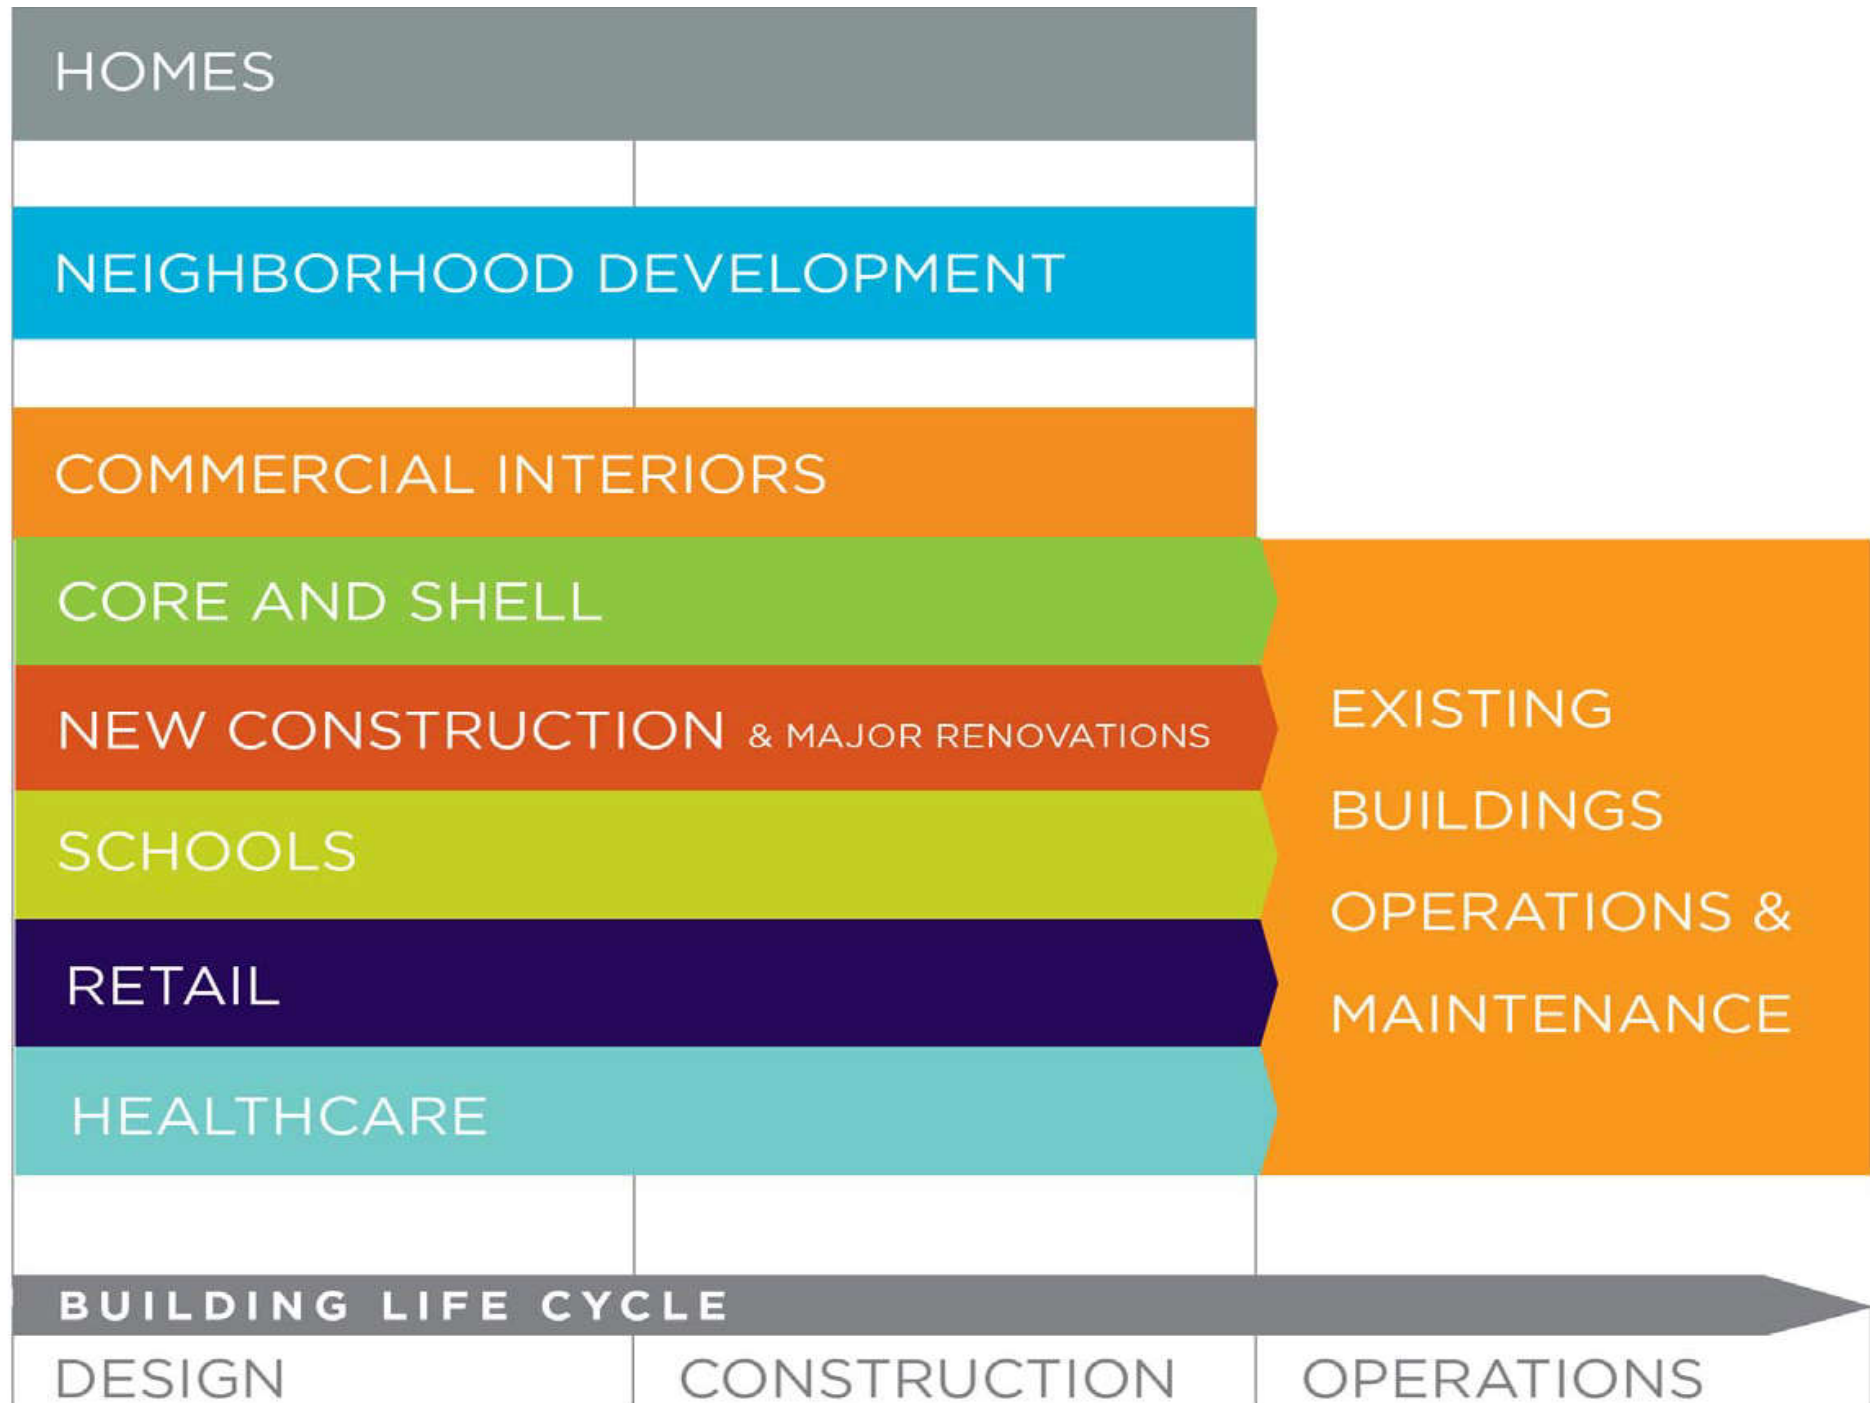 HOMES
NEIGHBORHOOD DEVELOPMENT
COMMERCIAL INTERIORS
CORE AND SHELL
NEW CONSTRUCTION & MAJOR RENOVATIONS
SCHOOLS
RETAIL
HEALTHCARE
EXISTING
BUILDINGS
OPERATIONS &
MAINTENANCE
BUILDING LIFE CYCLE
DESIGN
CONSTRUCTION
OPERATIONS